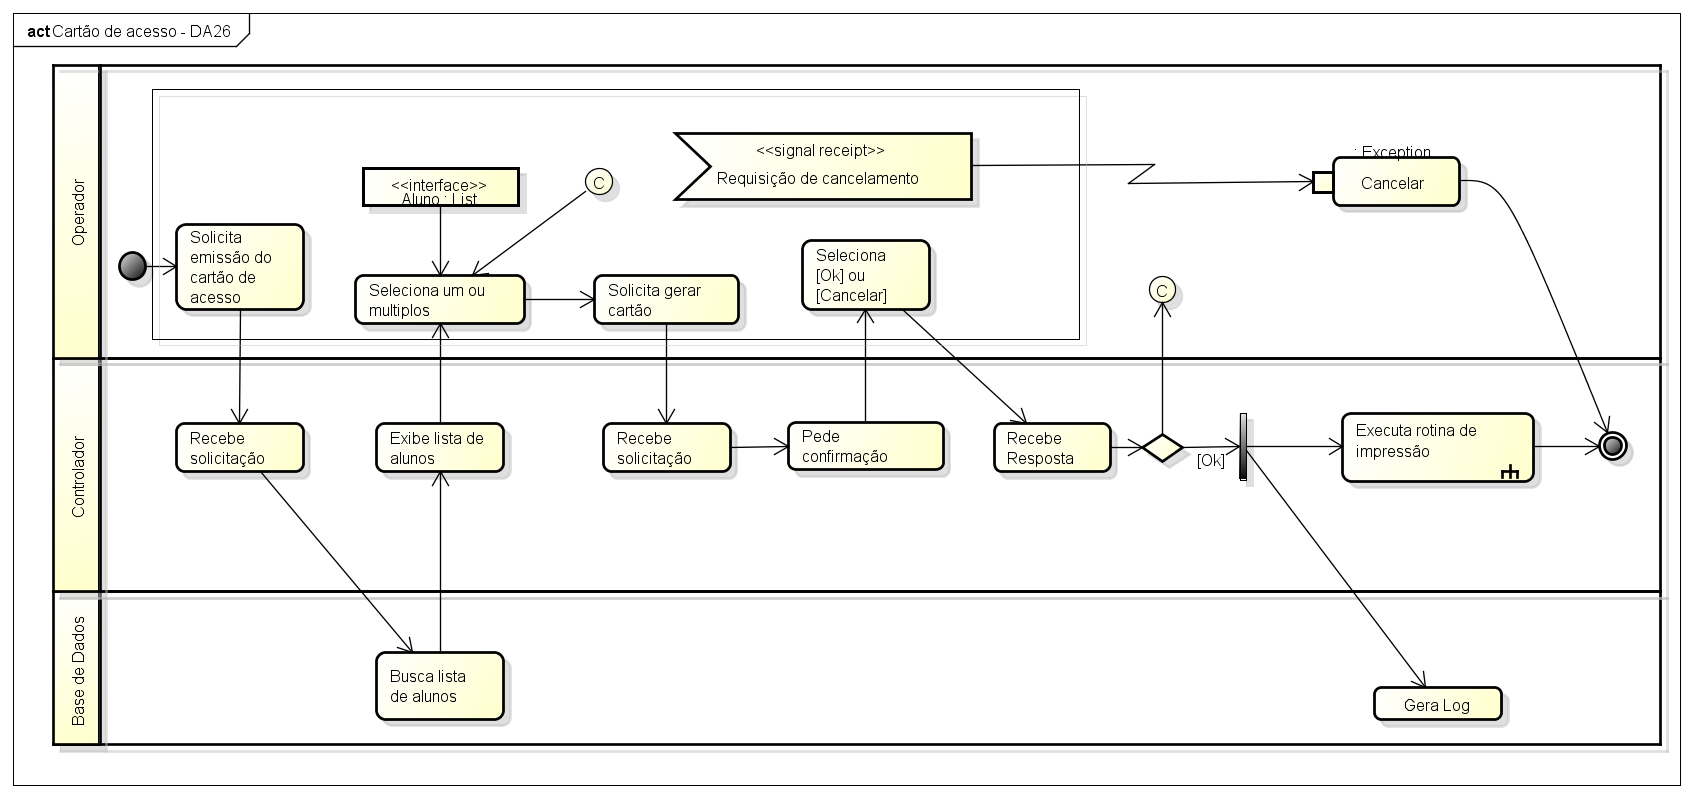 act Cartão de acesso - DA26
Operador
<<signal receipt>>
Requisição de cancelamento
: Exception
Cancelar
<<interface>>
Aluno : List
C
Solicita
emissão do
cartão de
acesso
Seleciona um ou
multiplos
Solicita gerar
cartão
Seleciona
[Ok] ou
[Cancelar]
C
Controlador
Recebe
solicitação
Exibe lista de
alunos
Recebe
solicitação
Pede
confirmação
Recebe
Resposta
[Ok]
Executa rotina de
impressão
Base de Dados
Busca lista
de alunos
Gera Log